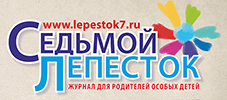 www.lepestok7.ru
СЕДЬМОЙ
ЛЕПЕСТОК
ЖУРНАЛ ДЛЯ РОДИТЕЛЕЙ ОСОБЫХ ДЕТЕЙ